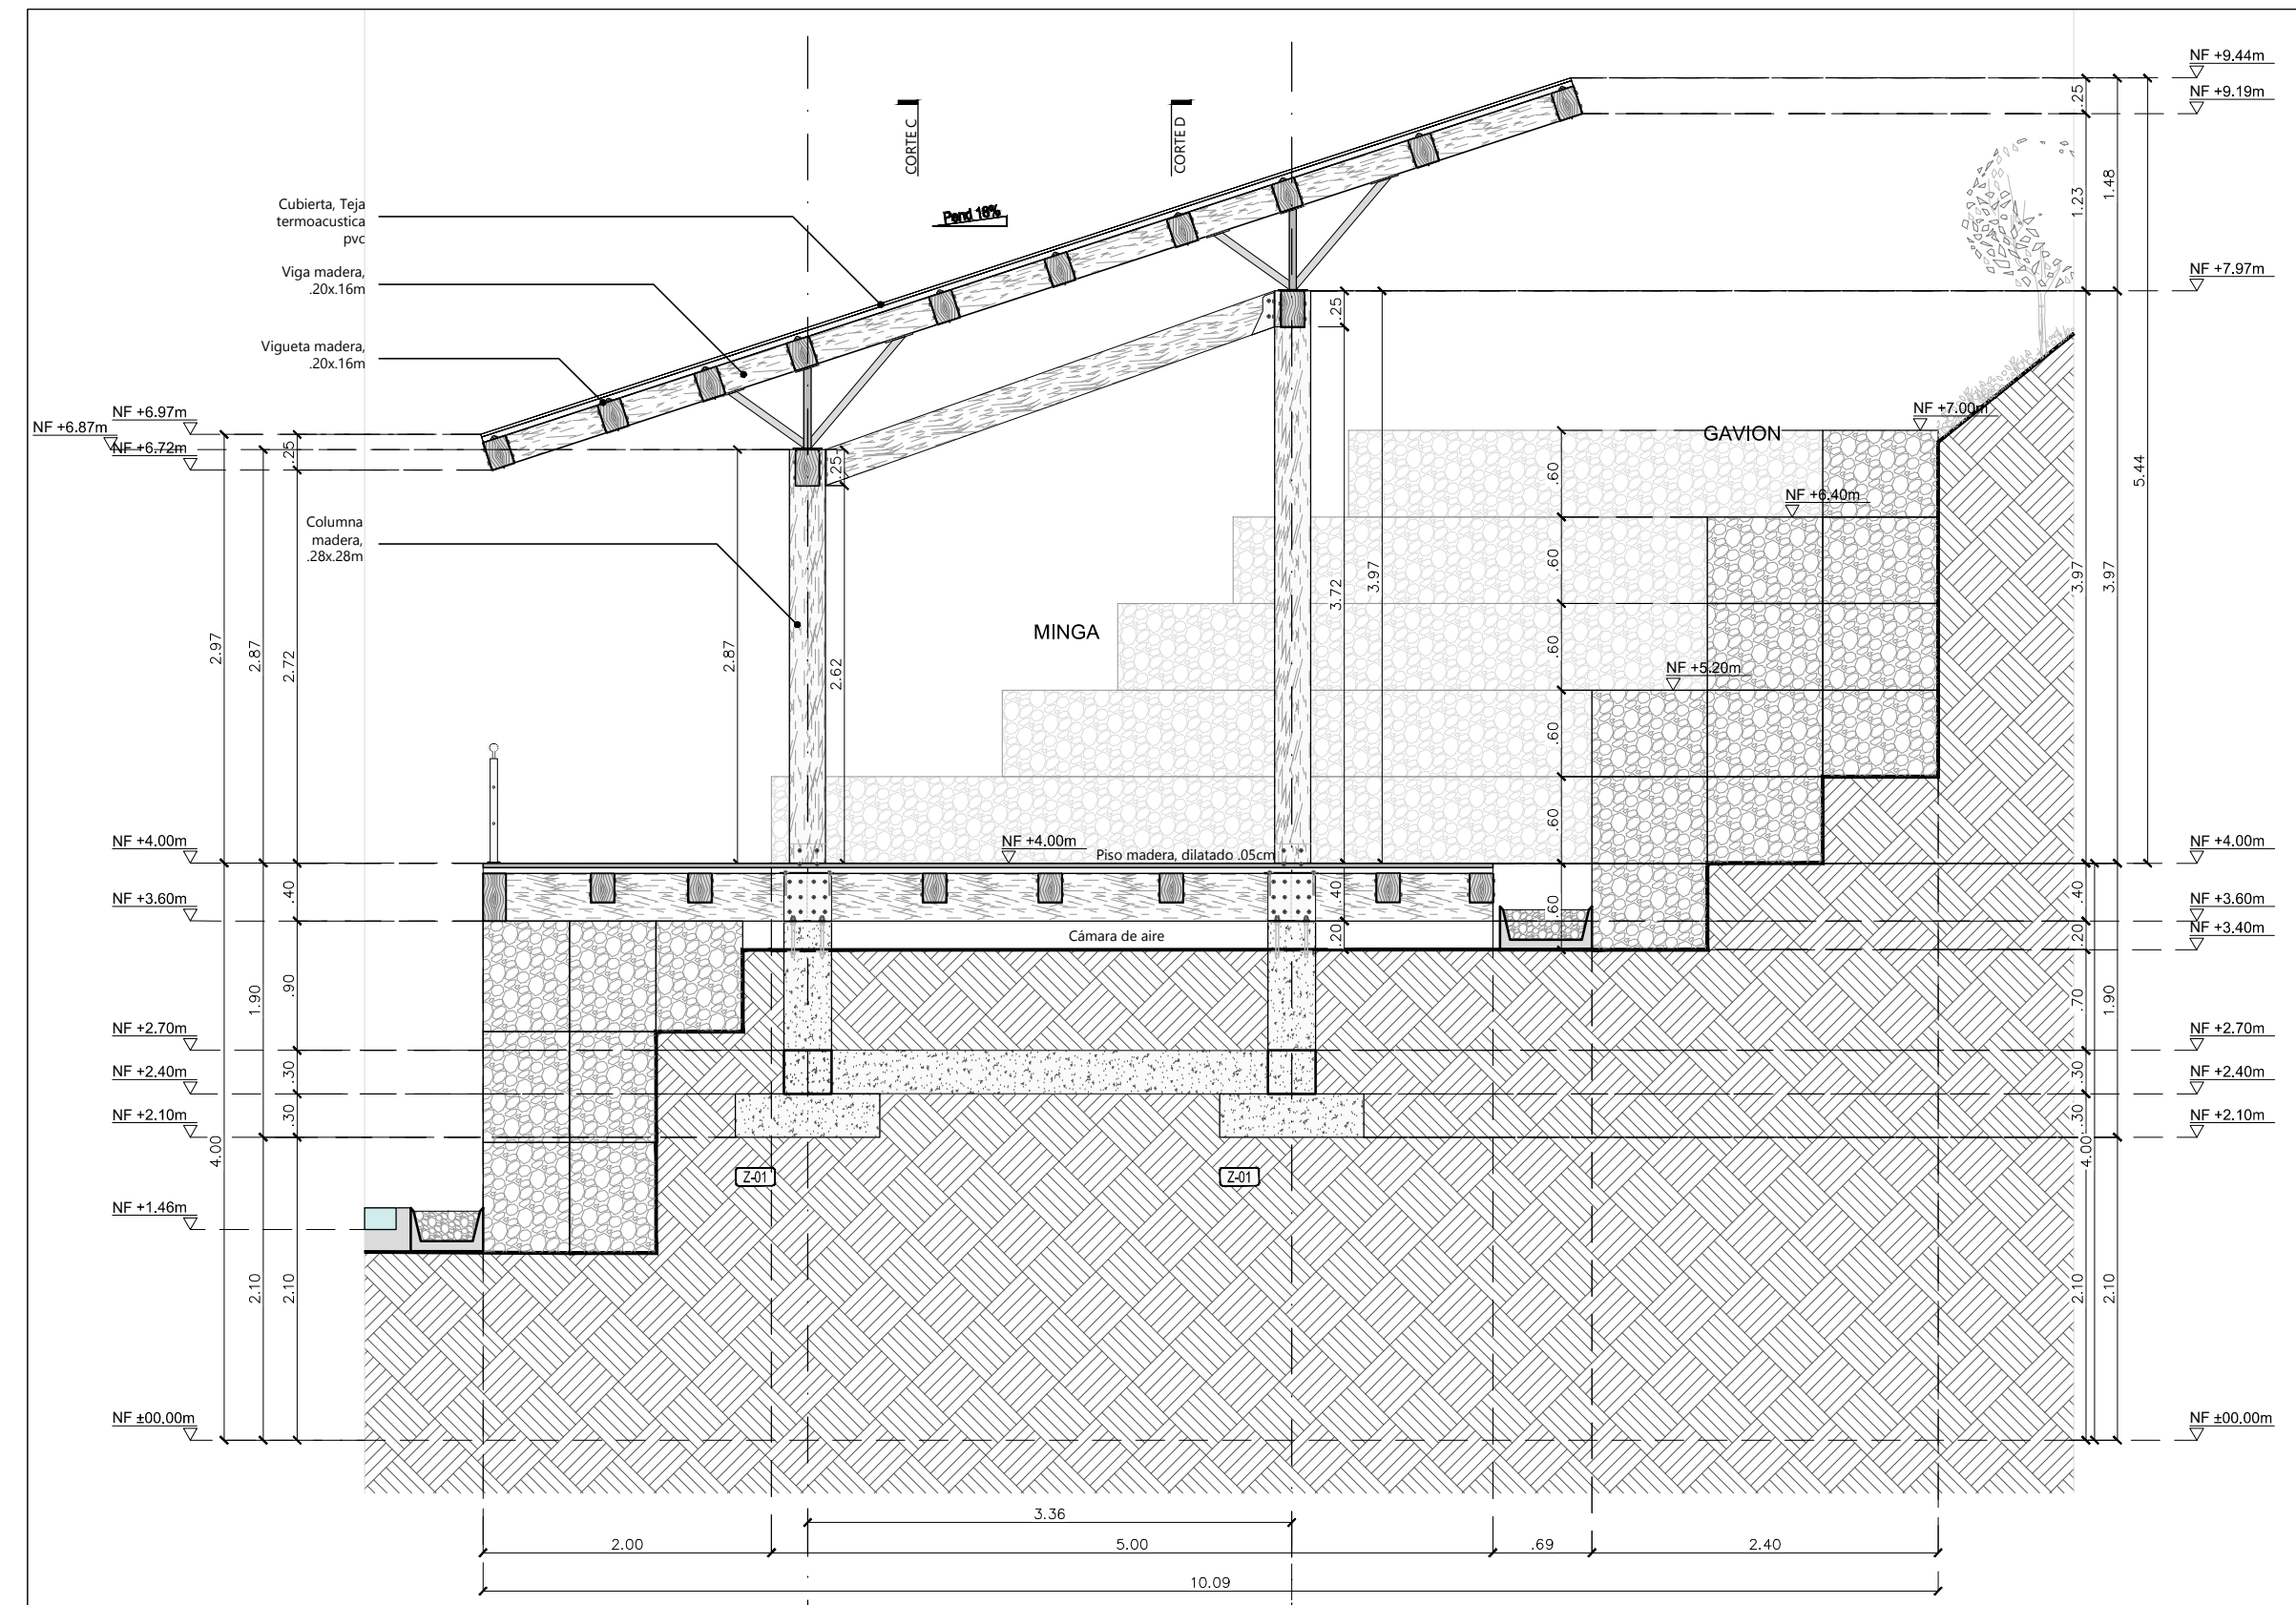 NF +9.44m
NF +9.19m
.25
1.23
1.48
5.44
CORTE C
CORTE D
Pend 18%
Cubierta, Teja
termoacustica
pvc
Viga madera,
.20x.16m
Vigueta madera,
.20x.16m
NF +7.97m
.25
3.97
3.72
NF +6.97m
NF +6.87m
NF +6.72m
.25
.25
NF +7.00m
GAVION
NF +6.40m
NF +5.20m
.60
.60
.60
.60
.60
.60
Columna
madera,
.28x.28m
MINGA
2.97
2.87
2.72
2.87
2.62
3.97
3.97
NF +4.00m
NF +4.00m
Piso madera, dilatado .05cm
NF +4.00m
NF +3.60m
.40
.40
.40
NF +3.60m
NF +3.40m
Cámara de aire
.20
.20
.90
1.90
.70
1.90
NF +2.70m
NF +2.70m
.30
.30
NF +2.40m
NF +2.40m
.30
.30
NF +2.10m
NF +2.10m
4.00
4.00
Z-01
Z-01
NF +1.46m
2.10
2.10
2.10
2.10
NF ±00.00m
NF ±00.00m
3.36
2.00
5.00
.69
2.40
10.09